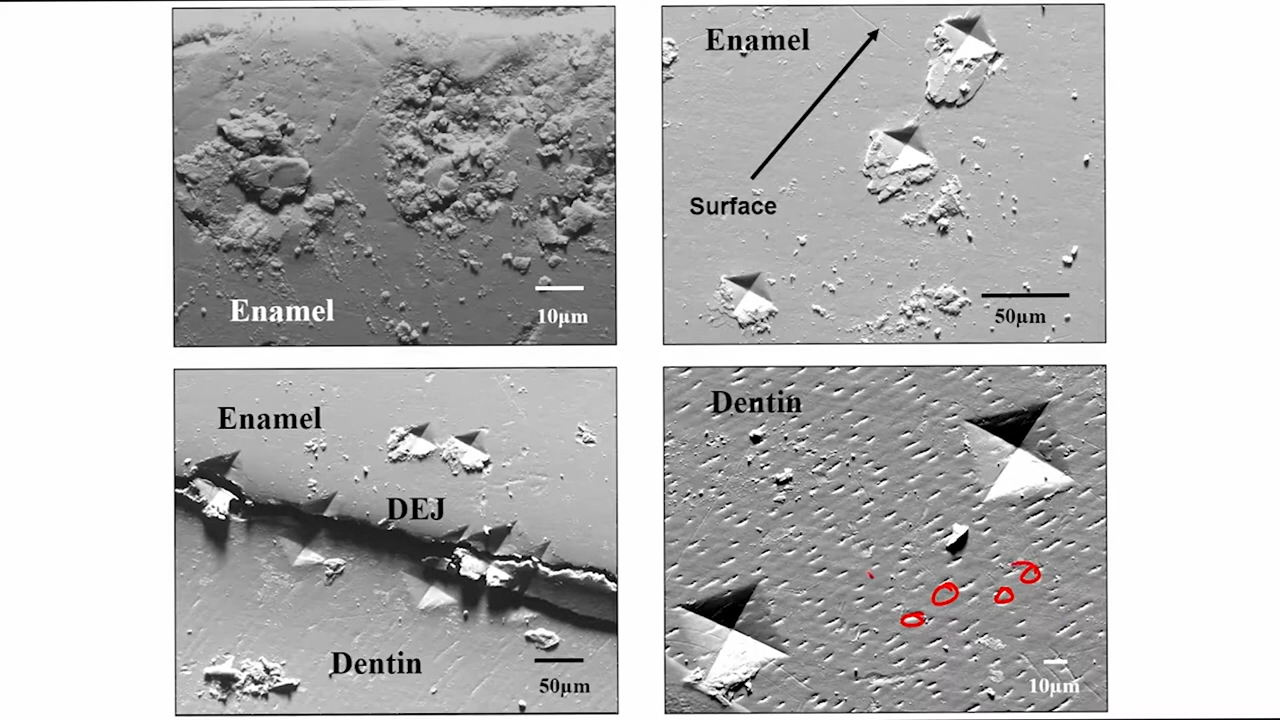 Enamel
10µm
Enamel
Surface
50µm
Enamel
DEJ
Dentin
50µm
Dentin
10µm